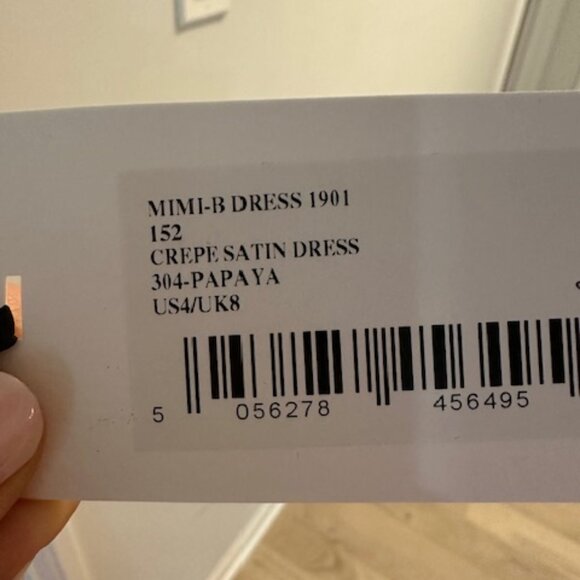 MIMI-B DRESS 1901
152
CREPE SATIN DRESS
304-PAPAYA
US4/UK8
5 056278 456495